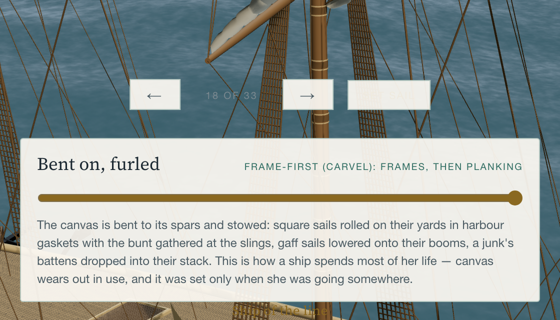 ←
18 OF 33
→
Bent on, furled
FRAME-FIRST (CARVEL): FRAMES, THEN PLANKING
The canvas is bent to its spars and stowed: square sails rolled on their yards in harbour
gaskets with the bunt gathered at the slings, gaff sails lowered onto their booms, a junk's
battens dropped into their stack. This is how a ship spends most of her life — canvas
wears out in use, and it was set only when she was going somewhere.